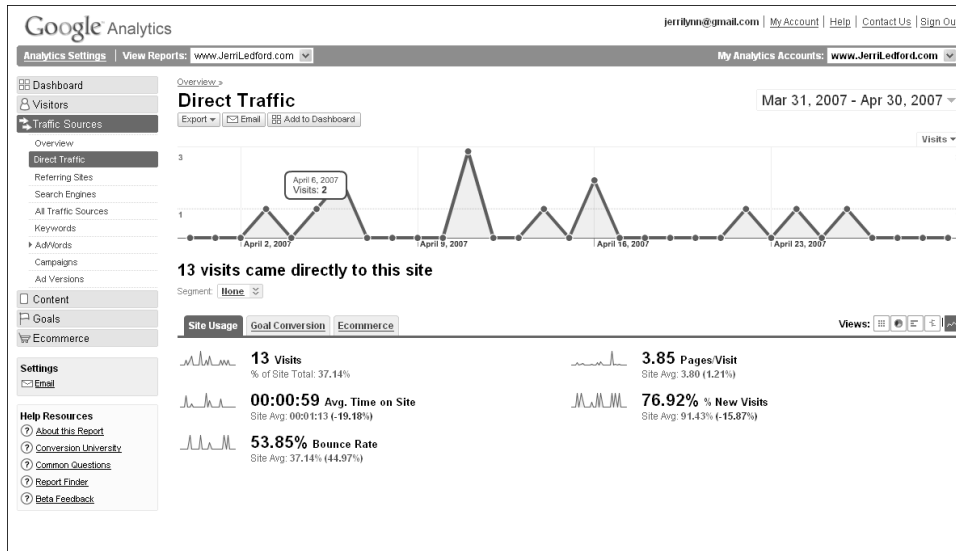 Google Analytics
jerrilynn@gmail.com | My Account | Help | Contact Us | Sign Ou
Analytics Settings | View Reports: www.JerriLedford.com
My Analytics Accounts: www.JerriLedford.com
Dashboard
Visitors
Traffic Sources
Overview
Direct Traffic
Referring Sites
Search Engines
All Traffic Sources
Keywords
AdWords
Campaigns
Ad Versions
Content
Goals
Ecommerce
Settings
Email
Help Resources
About this Report
Conversion University
Common Questions
Report Finder
Beta Feedback
Overview »
Direct Traffic
Mar 31, 2007 - Apr 30, 2007
Export
Email
Add to Dashboard
Visits
3
1
April 6, 2007
Visits: 2
April 2, 2007
April 9, 2007
April 16, 2007
April 23, 2007
13 visits came directly to this site
Segment: None
Site Usage
Goal Conversion
Ecommerce
Views:
13 Visits
% of Site Total: 37.14%
3.85 Pages/Visit
Site Avg: 3.80 (1.21%)
00:00:59 Avg. Time on Site
Site Avg: 00:01:13 (-19.18%)
76.92% % New Visits
Site Avg: 91.43% (-15.87%)
53.85% Bounce Rate
Site Avg: 37.14% (44.97%)